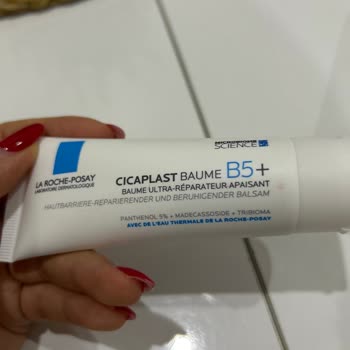 MICROBIOME
SCIENCE
LA ROCHE-POSAY
LABORATOIRE DERMATOLOGIQUE
CICAPLAST BAUME B5+
BAUME ULTRA-RÉPARATEUR APAISANT
HAUTBARRIERE-REPARIERENDER UND BERUHIGENDER BALSAM
PANTHENOL 5% + MADECASSOSIDE + TRIBIOMA
AVEC DE L'EAU THERMALE DE LA ROCHE-POSAY